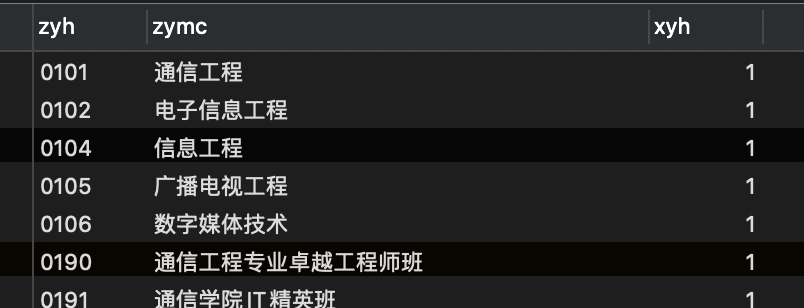 zyh zymc xyh
0101 通信工程 1
0102 电子信息工程 1
0104 信息工程 1
0105 广播电视工程 1
0106 数字媒体技术 1
0190 通信工程专业卓越工程师班 1
0191 通信学院IT精英班 1